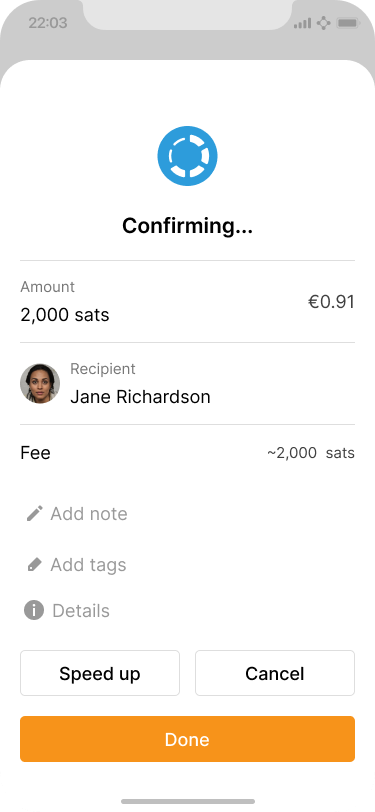 22:03
Confirming...
Amount
2,000 sats
€0.91
Recipient
Jane Richardson
Fee
~2,000 sats
Add note
Add tags
Details
Speed up
Cancel
Done